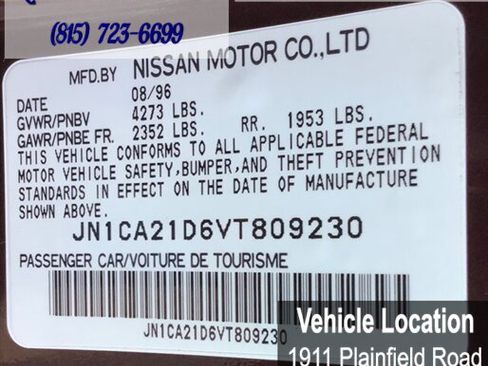 (815) 723-6699
MFD.BY NISSAN MOTOR CO.,LTD
DATE 08/96
GVWR/PNBV 4273 LBS.
GAWR/PNBE FR. 2352 LBS. RR. 1953 LBS.
THIS VEHICLE CONFORMS TO ALL APPLICABLE FEDERAL
MOTOR VEHICLE SAFETY,BUMPER,AND THEFT PREVENTION
STANDARDS IN EFFECT ON THE DATE OF MANUFACTURE
SHOWN ABOVE.
JN1CA21D6VT809230
PASSENGER CAR/VOITURE DE TOURISME
JN1CA21D6VT809230
Vehicle Location
1911 Plainfield Road